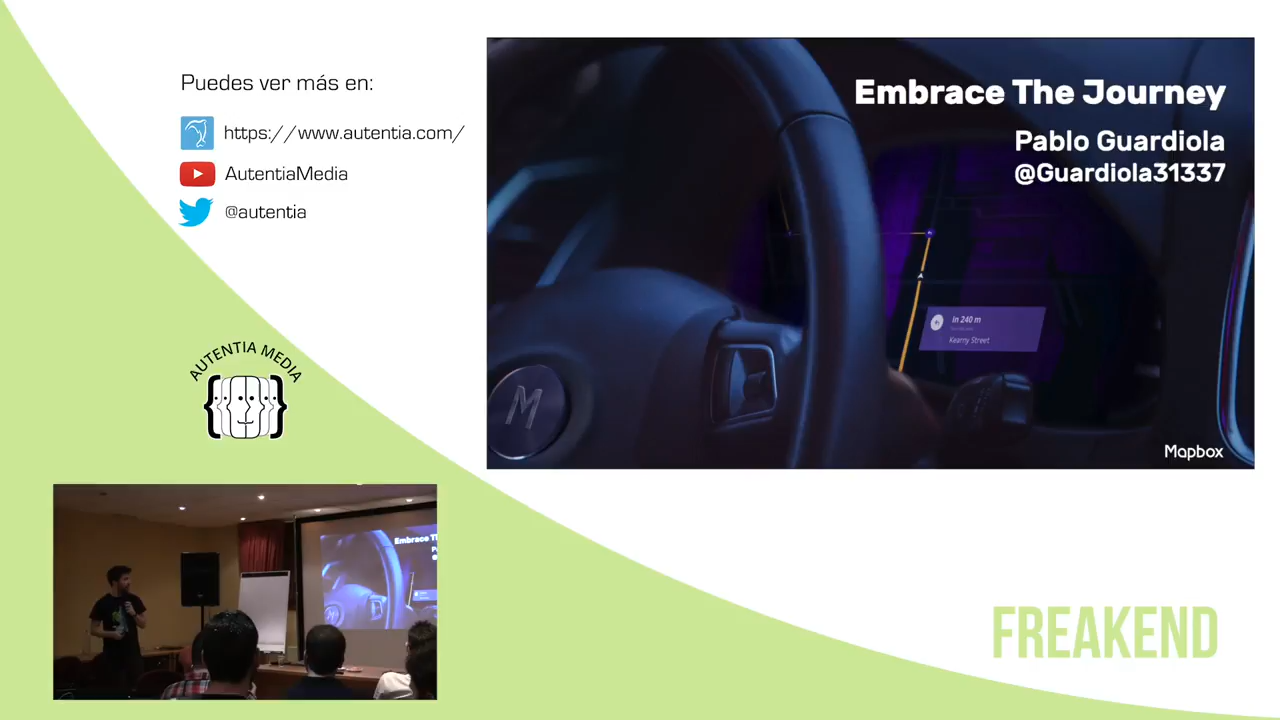 Puedes ver más en:
https://www.autentia.com/
AutentiaMedia
@autentia
AUTENTIA MEDIA
Embrace The Journey
Pablo Guardiola
@Guardiola31337
in 240 m
Kearny Street
M
Mapbox
Embrace T
FREAKEND